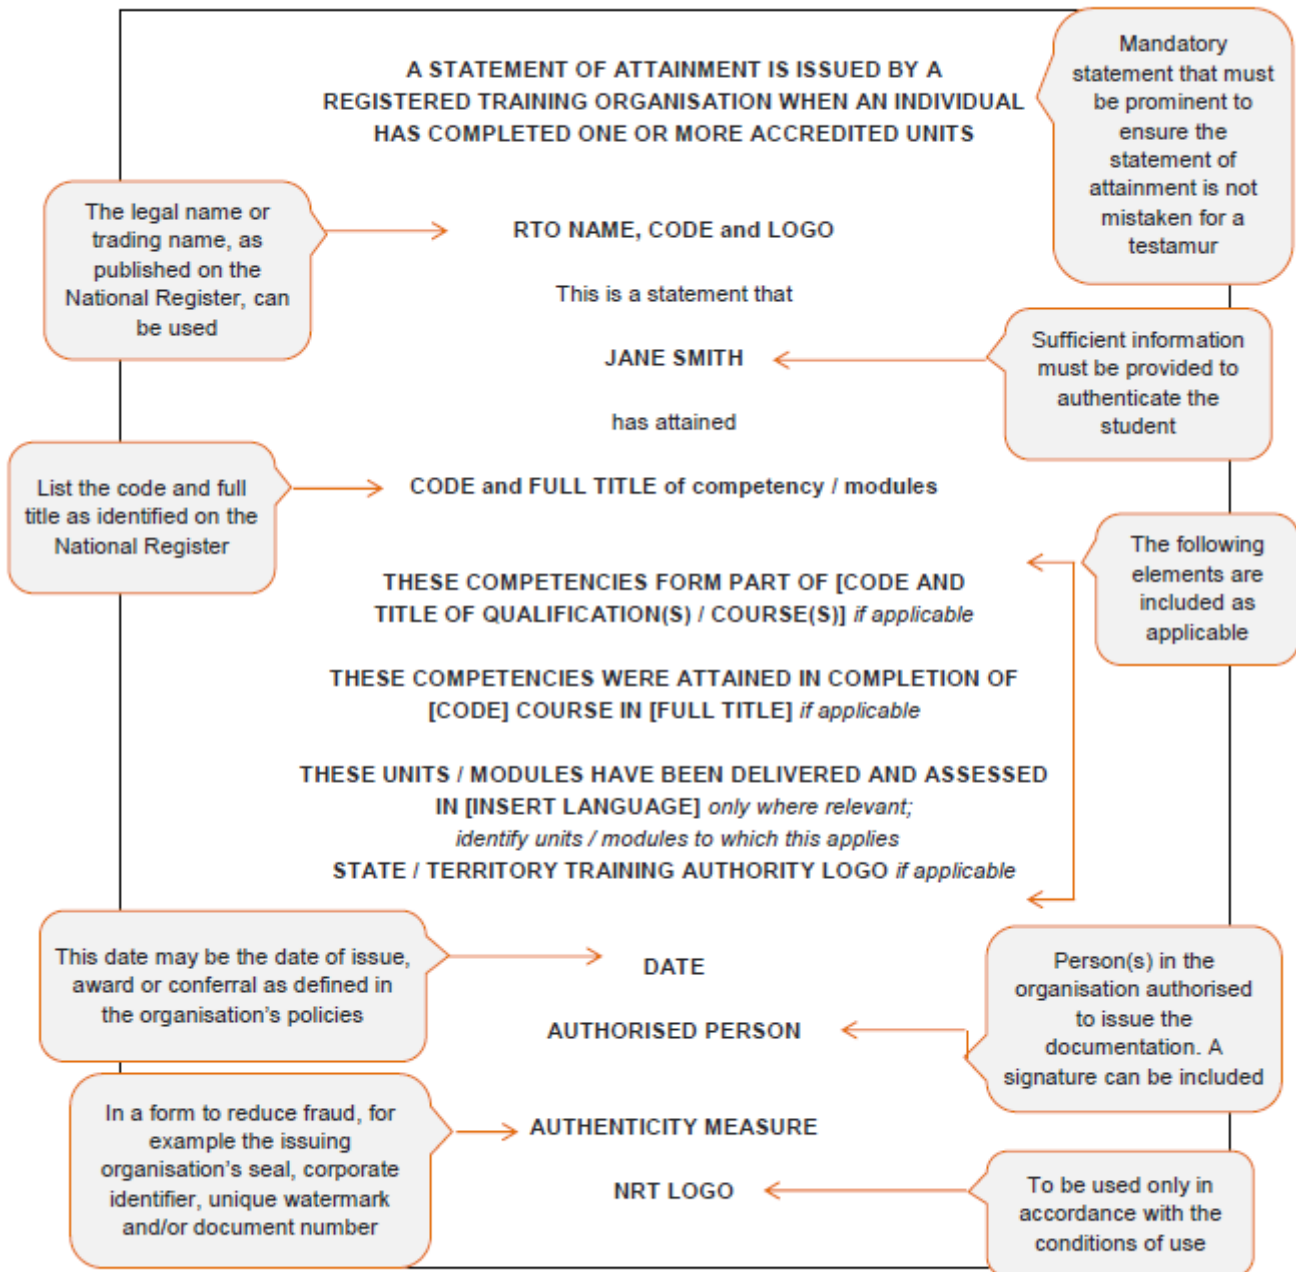 A STATEMENT OF ATTAINMENT IS ISSUED BY A
REGISTERED TRAINING ORGANISATION WHEN AN INDIVIDUAL
HAS COMPLETED ONE OR MORE ACCREDITED UNITS
Mandatory
statement that must
be prominent to
ensure the
statement of
attainment is not
mistaken for a
testamur
The legal name or
trading name, as
published on the
National Register, can
be used
RTO NAME, CODE and LOGO
This is a statement that
JANE SMITH
Sufficient information
must be provided to
authenticate the
student
has attained
List the code and full
title as identified on the
National Register
CODE and FULL TITLE of competency / modules
The following
elements are
included as
applicable
THESE COMPETENCIES FORM PART OF [CODE AND
TITLE OF QUALIFICATION(S) / COURSE(S)] if applicable
THESE COMPETENCIES WERE ATTAINED IN COMPLETION OF
[CODE] COURSE IN [FULL TITLE] if applicable
THESE UNITS / MODULES HAVE BEEN DELIVERED AND ASSESSED
IN [INSERT LANGUAGE] only where relevant;
identify units / modules to which this applies
STATE / TERRITORY TRAINING AUTHORITY LOGO if applicable
This date may be the date of issue,
award or conferral as defined in
the organisation's policies
DATE
Person(s) in the
organisation authorised
to issue the
documentation. A
signature can be included
AUTHORISED PERSON
In a form to reduce fraud, for
example the issuing
organisation's seal, corporate
identifier, unique watermark
and/or document number
AUTHENTICITY MEASURE
NRT LOGO
To be used only in
accordance with the
conditions of use